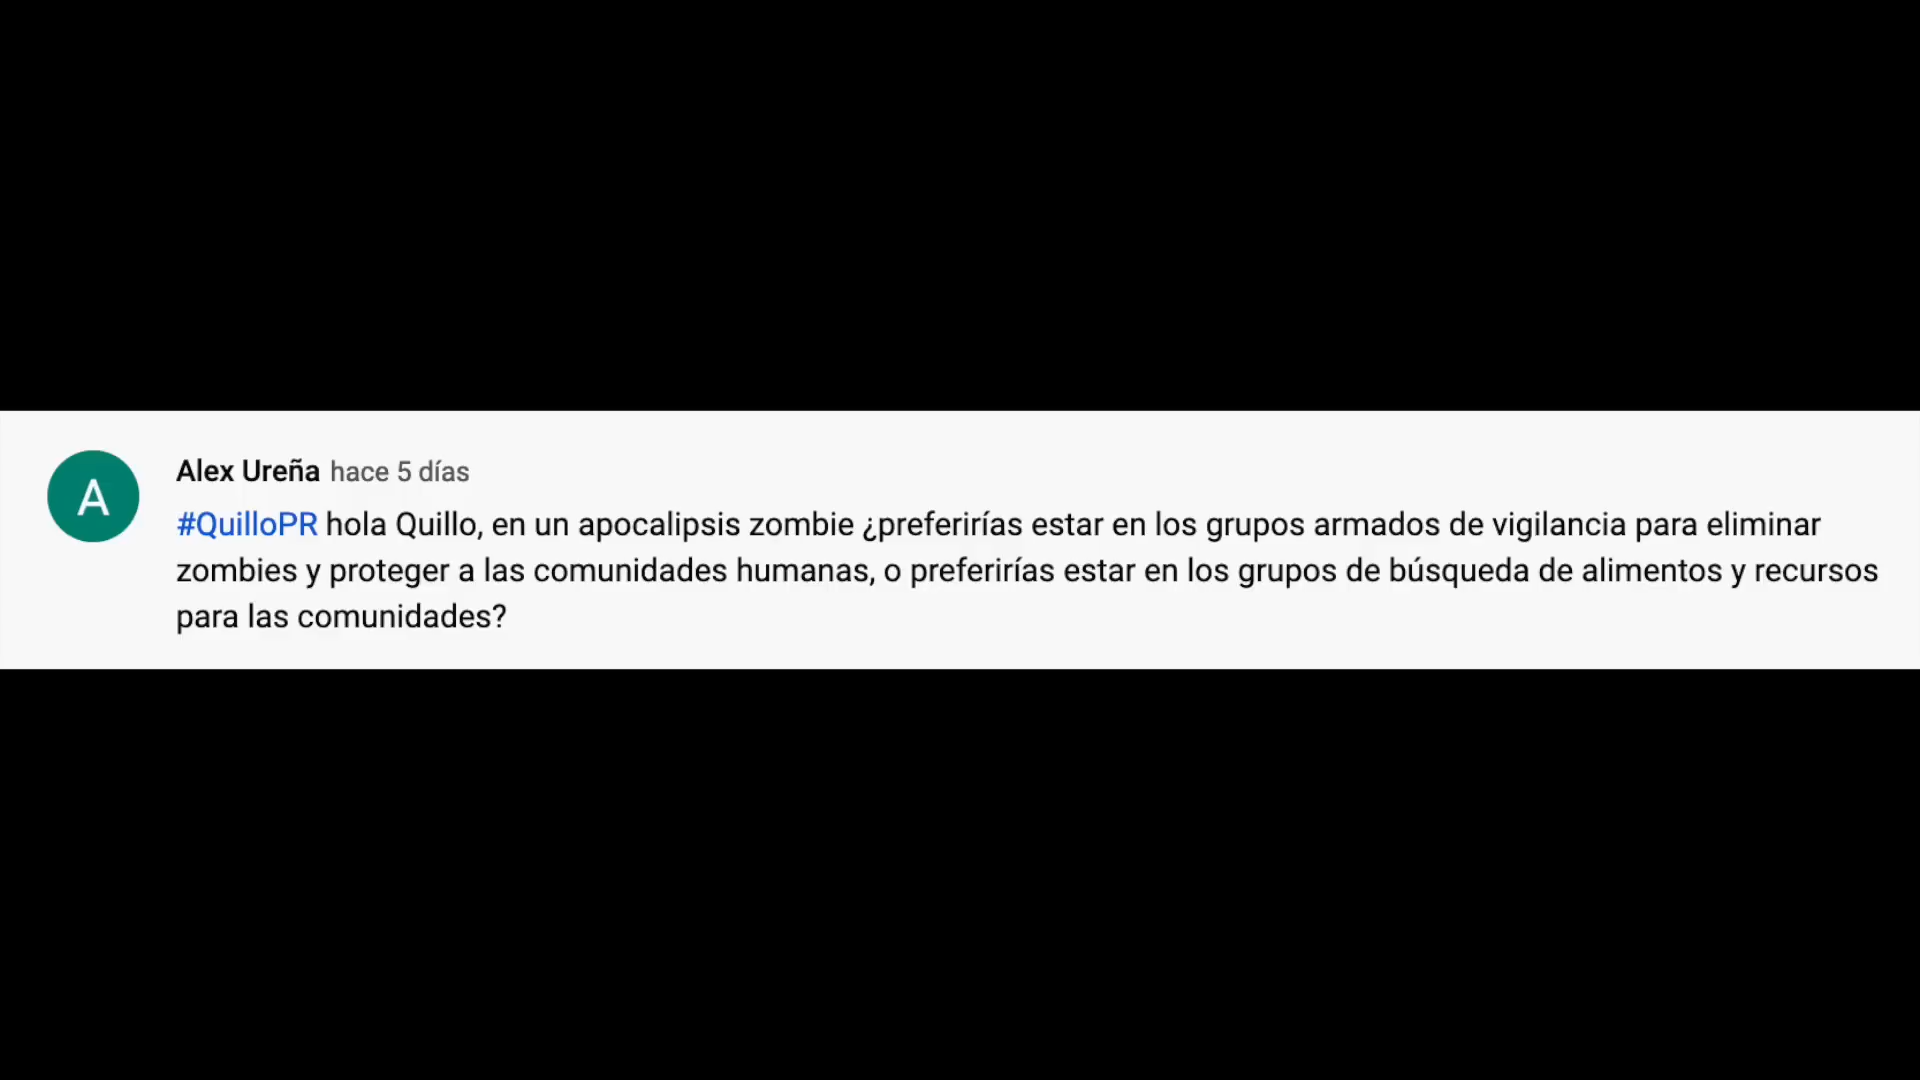 A
Alex Ureña hace 5 días
#QuilloPR hola Quillo, en un apocalipsis zombie ¿preferirías estar en los grupos armados de vigilancia para eliminar
zombies y proteger a las comunidades humanas, o preferirías estar en los grupos de búsqueda de alimentos y recursos
para las comunidades?